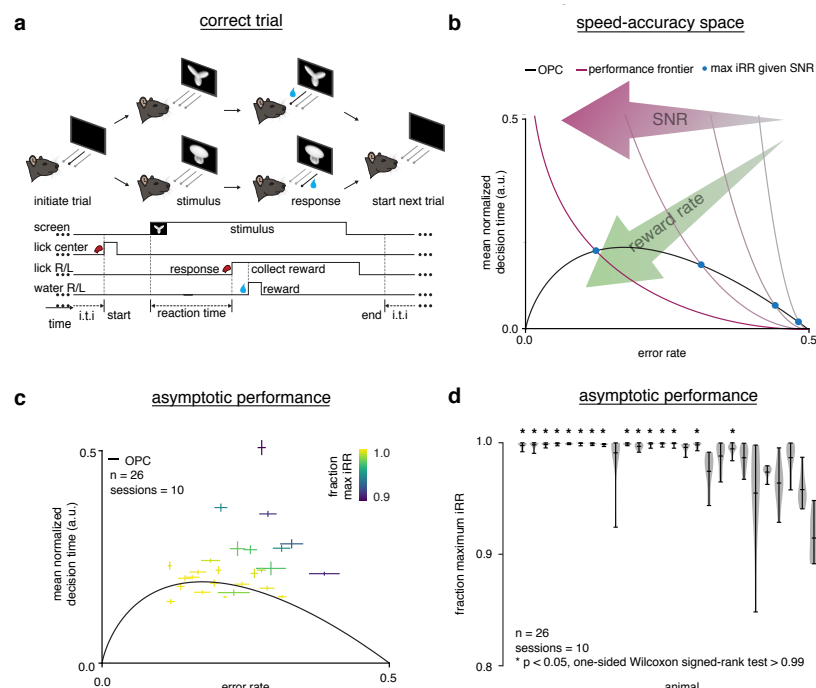 a
correct trial
initiate trial
stimulus
response
start next trial
screen
stimulus
lick center
lick R/L
response
collect reward
water R/L
reward
i.t.i
start
reaction time
end
i.t.i
time
b
speed-accuracy space
OPC
performance frontier
max iRR given SNR
SNR
reward rate
mean normalized
decision time (a.u.)
0.5
0.0
error rate
0.5
c
asymptotic performance
OPC
n = 26
sessions = 10
fraction
max iRR
1.0
0.9
mean normalized
decision time (a.u.)
0.5
0.0
0.0
error rate
0.5
d
asymptotic performance
* * * * * * * * * * * * * * * *
fraction maximum iRR
1.0
0.9
0.8
n = 26
sessions = 10
* p < 0.05, one-sided Wilcoxon signed-rank test > 0.99
animal